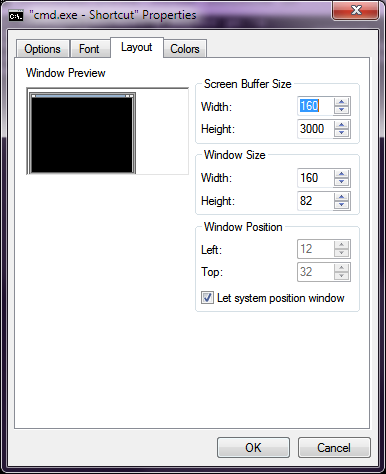 C:\.
"cmd.exe - Shortcut" Properties
Options Font Layout Colors
Window Preview
Screen Buffer Size
Width: 160
Height: 3000
Window Size
Width: 160
Height: 82
Window Position
Left: 12
Top: 32
Let system position window
OK Cancel